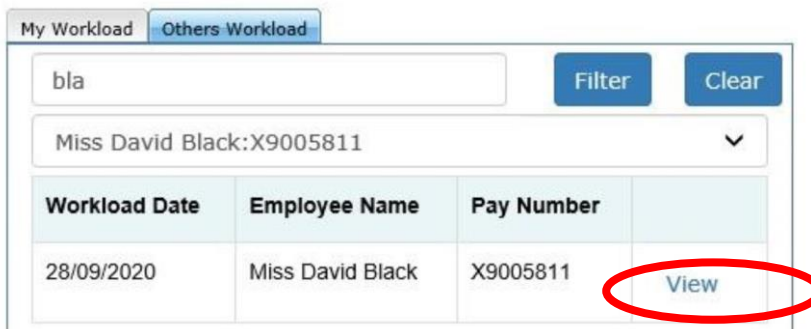 My Workload Others Workload
bla Filter Clear
Miss David Black:X9005811
Workload Date Employee Name Pay Number
28/09/2020 Miss David Black X9005811 View